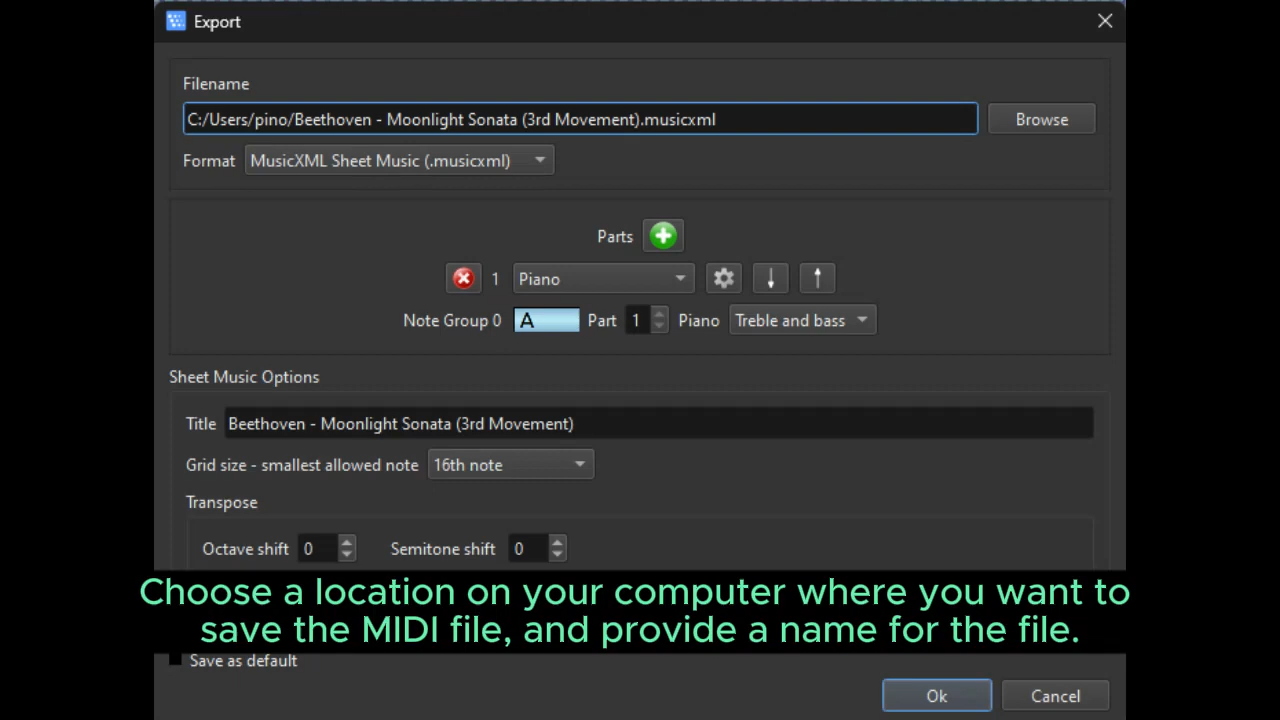 Export
Filename
C:/Users/pino/Beethoven - Moonlight Sonata (3rd Movement).musicxml
Browse
Format MusicXML Sheet Music (.musicxml)
Parts
1 Piano
Note Group 0 A Part 1 Piano Treble and bass
Sheet Music Options
Title Beethoven - Moonlight Sonata (3rd Movement)
Grid size - smallest allowed note 16th note
Transpose
Octave shift 0 Semitone shift 0
Choose a location on your computer where you want to
save the MIDI file, and provide a name for the file.
Save as default
Ok Cancel